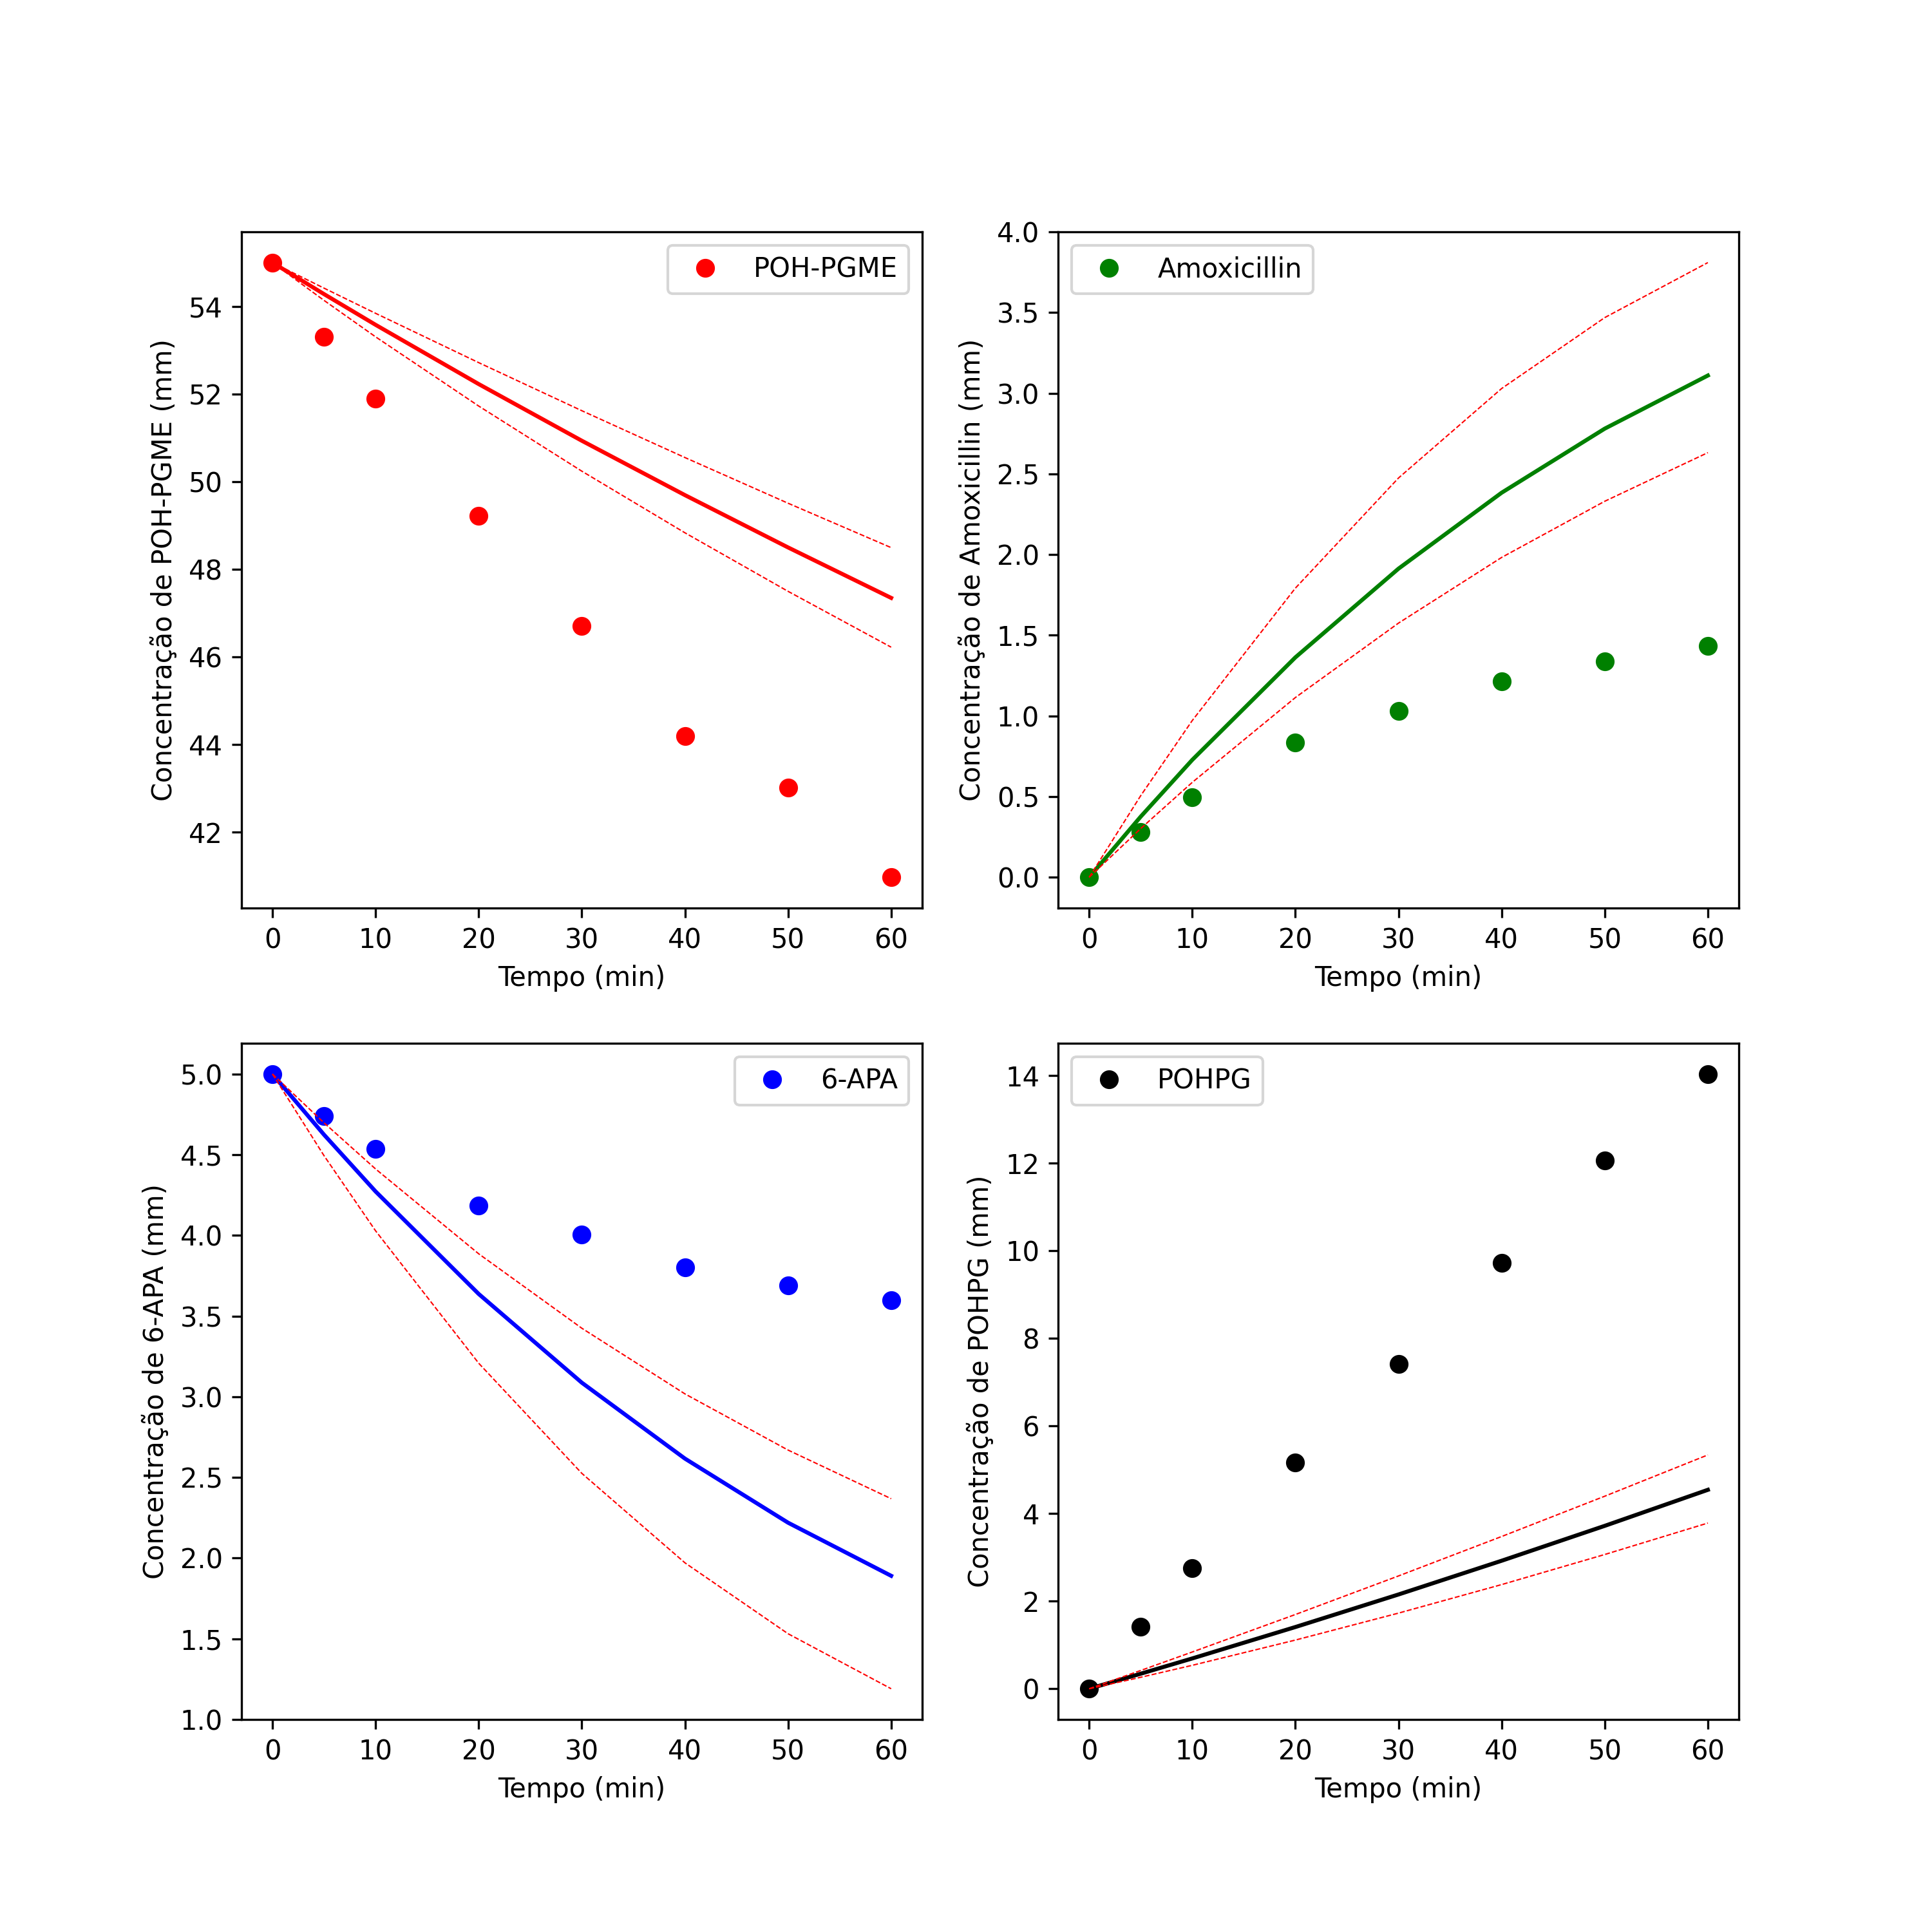 POH-PGME
Concentração de POH-PGME (mm)
54
52
50
48
46
44
42
0 10 20 30 40 50 60
Tempo (min)
Amoxicillin
Concentração de Amoxicillin (mm)
4.0
3.5
3.0
2.5
2.0
1.5
1.0
0.5
0.0
0 10 20 30 40 50 60
Tempo (min)
6-APA
Concentração de 6-APA (mm)
5.0
4.5
4.0
3.5
3.0
2.5
2.0
1.5
1.0
0 10 20 30 40 50 60
Tempo (min)
POHPG
Concentração de POHPG (mm)
14
12
10
8
6
4
2
0
0 10 20 30 40 50 60
Tempo (min)